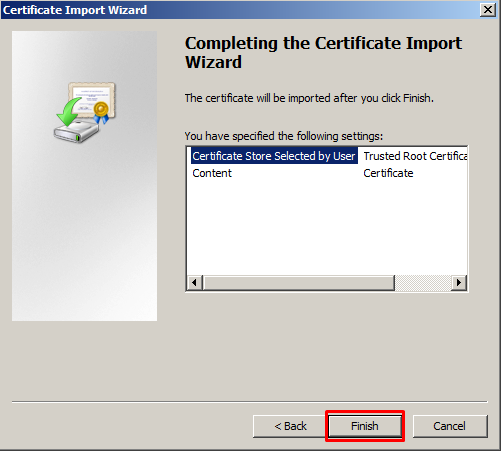 Certificate Import Wizard
Completing the Certificate Import
Wizard
The certificate will be imported after you click Finish.
You have specified the following settings:
Certificate Store Selected by User Trusted Root Certifica
Content Certificate
< Back Finish Cancel